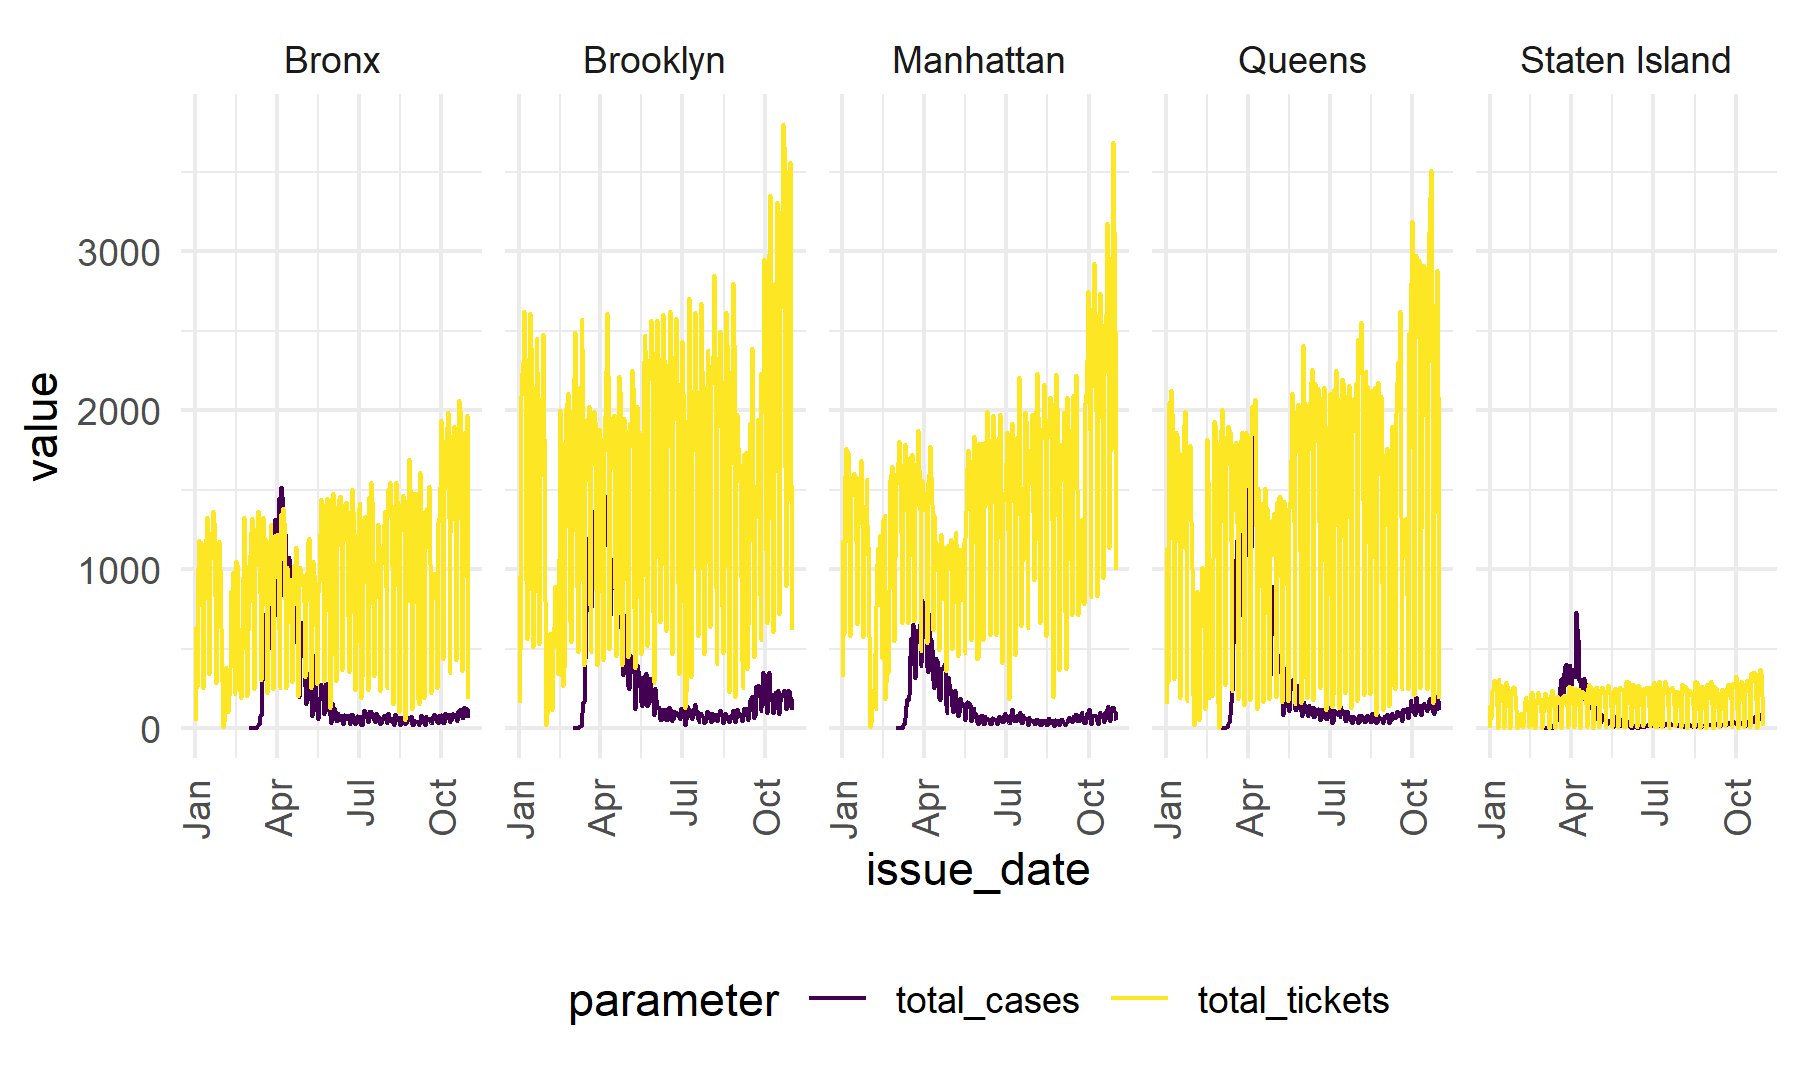 Bronx Brooklyn Manhattan Queens Staten Island
value
3000
2000
1000
0
Jan Apr Jul Oct Jan Apr Jul Oct Jan Apr Jul Oct Jan Apr Jul Oct Jan Apr Jul Oct
issue_date
parameter total_cases total_tickets